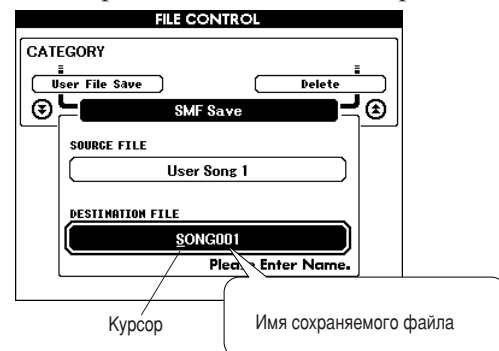 FILE CONTROL
CATEGORY
User File Save
Delete
SMF Save
SOURCE FILE
User Song 1
DESTINATION FILE
SONG001
Enter Name.
Курсор
Имя сохраняемого файла